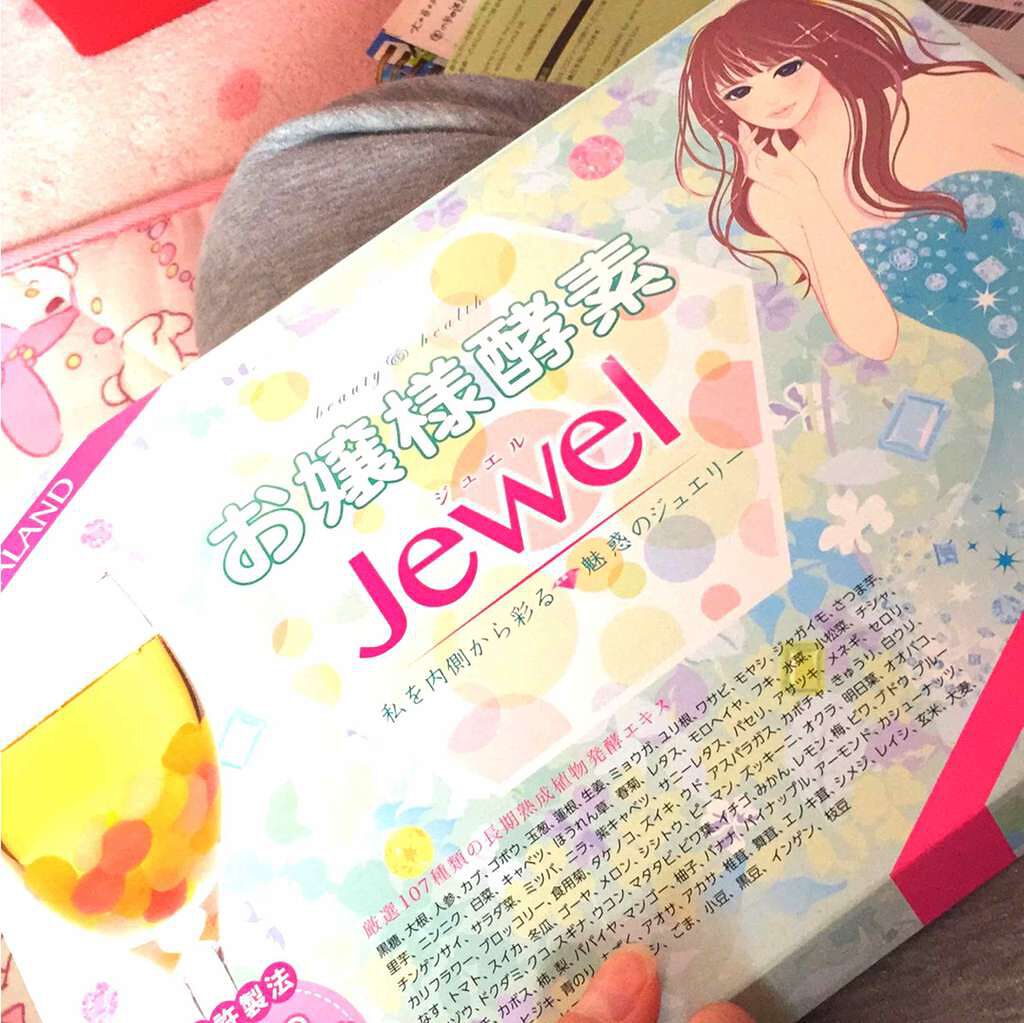 ALAND
beauty @ health
お嬢様酵素
ジュエル
Jewel
私を内側から彩る 魅惑のジュエリー
厳選107種類の長期熟成植物発酵エキス
黒糖、大根、人参、カブ、ゴボウ、玉葱、蓮根、生姜、ミョウガ、ユリ根、ワサビ、モヤシ、ジャガイモ、さつま芋、
里芋、ニンニク、白菜、キャベツ、ほうれん草、春菊、レタス、モロヘイヤ、フキ、水菜、小松菜、チシャ、
チンゲンサイ、サラダ菜、ミツバ、ニラ、紫キャベツ、サニーレタス、パセリ、アサツキ、メネギ、セロリ、
カリフラワー、ブロッコリー、食用菊、タケノコ、ズイキ、ウド、アスパラガス、カボチャ、きゅうり、白ウリ、
なす、トマト、スイカ、冬瓜、ゴーヤ、メロン、シシトウ、ピーマン、ズッキーニ、オクラ、明日葉、オオバコ、
ゾウ、ドクダミ、クコ、スギナ、ウコン、マタタビ、ビワ葉、イチゴ、みかん、レモン、梅、ビワ、ブドウ、ブルー
モ、カボス、柿、梨、パパイヤ、マンゴー、柚子、バナナ、パイナップル、アーモンド、カシューナッツ、
ヒジキ、青のり、アオサ、アカサ、椎茸、舞茸、エノキ茸、シメジ、レイシ、玄米、大麦、
シ、ごま、小豆、黒豆、インゲン、枝豆
許製法